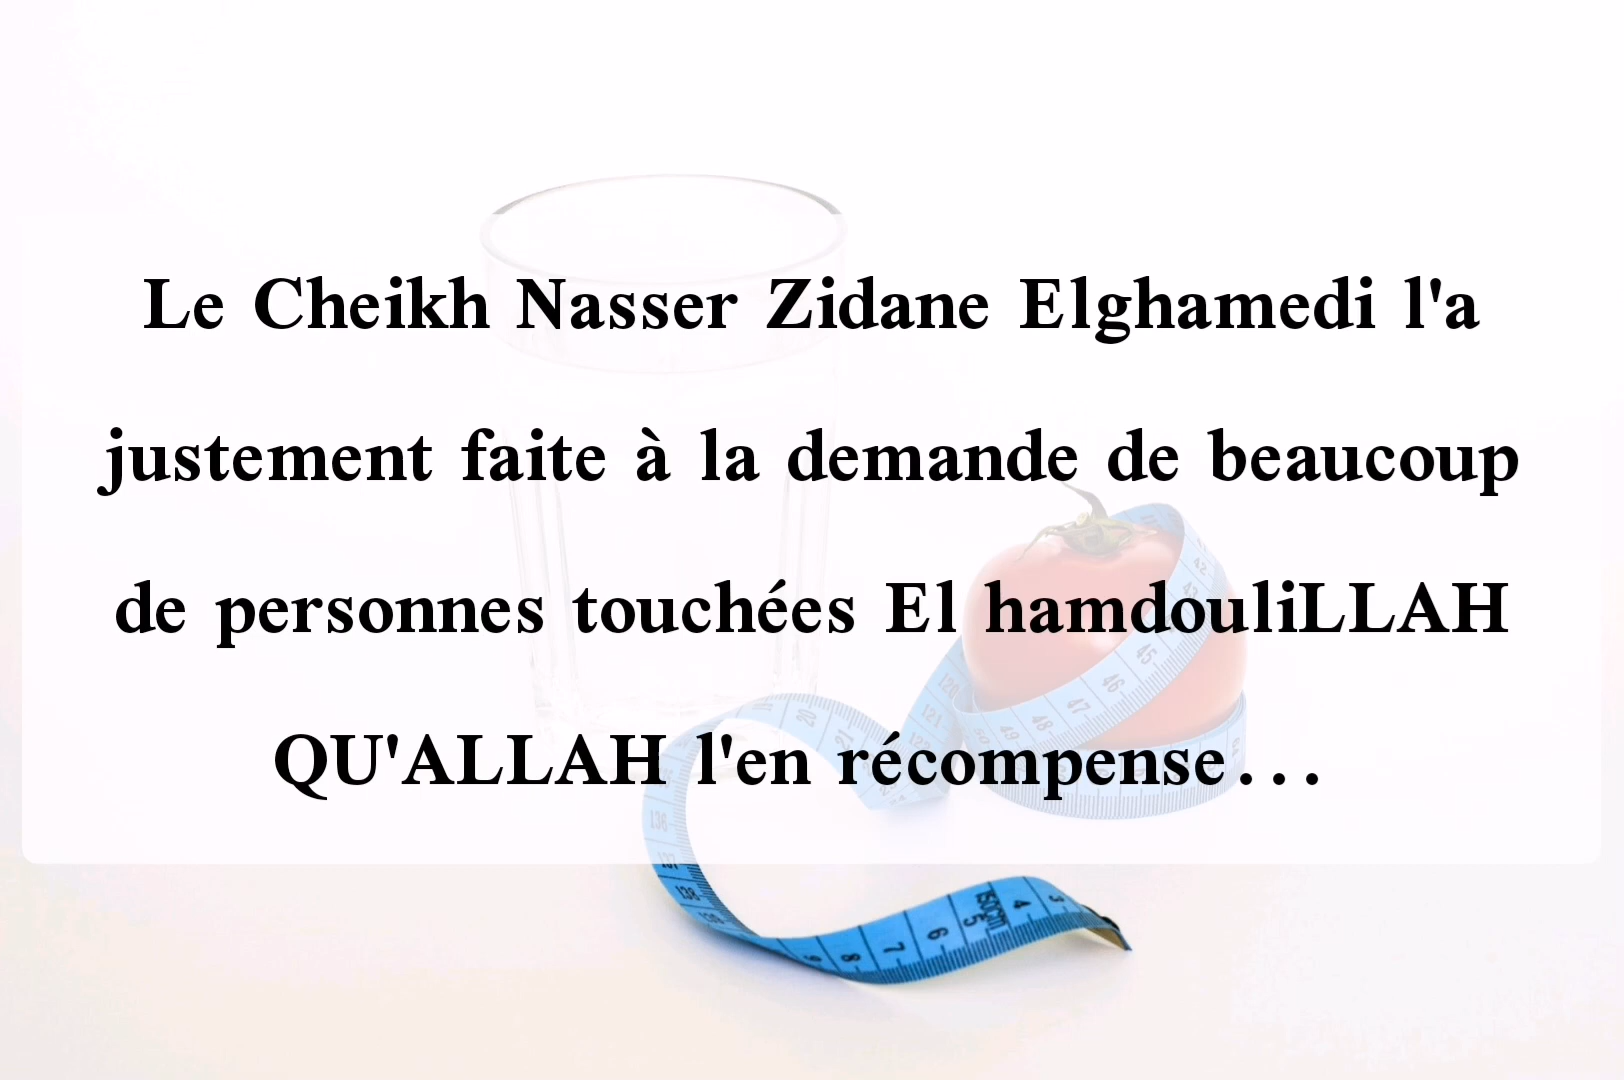 Le Cheikh Nasser Zidane Elghamedi l'a
justement faite à la demande de beaucoup
de personnes touchées El hamdouliLLAH
QU'ALLAH l'en récompense...